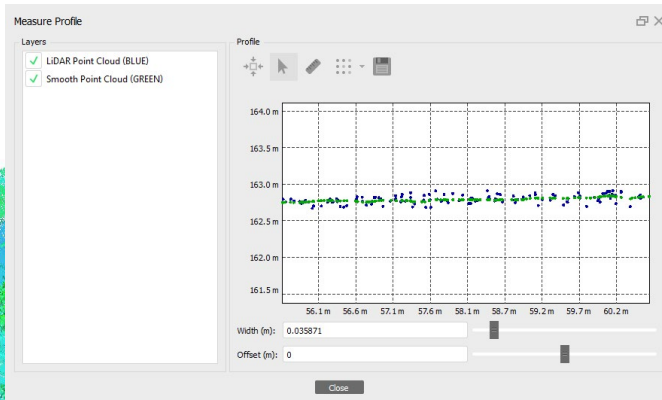 Measure Profile
Layers
LiDAR Point Cloud (BLUE)
Smooth Point Cloud (GREEN)
Profile
164.0 m
163.5 m
163.0 m
162.5 m
162.0 m
161.5 m
56.1 m 56.6 m 57.1 m 57.6 m 58.1 m 58.7 m 59.2 m 59.7 m 60.2 m
Width (m): 0.035871
Offset (m): 0
Close